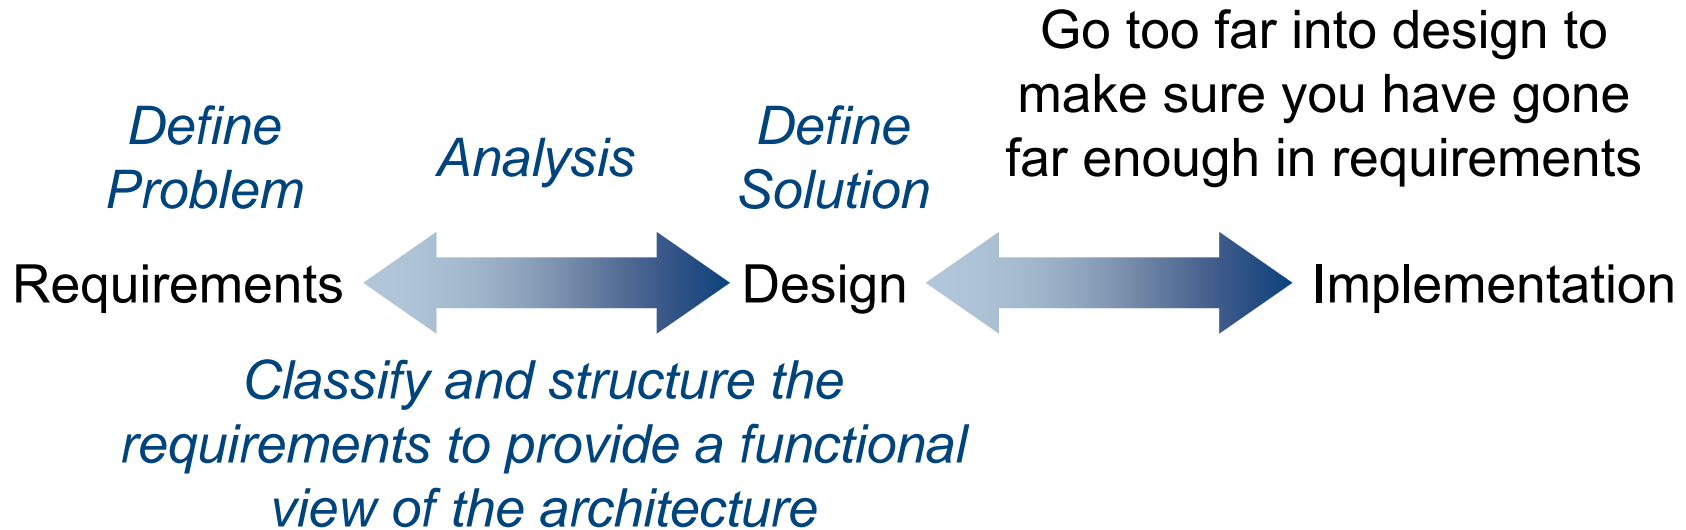 Go too far into design to
make sure you have gone
far enough in requirements
Define
Problem
Analysis
Define
Solution
Requirements
Design
Implementation
Classify and structure the
requirements to provide a functional
view of the architecture